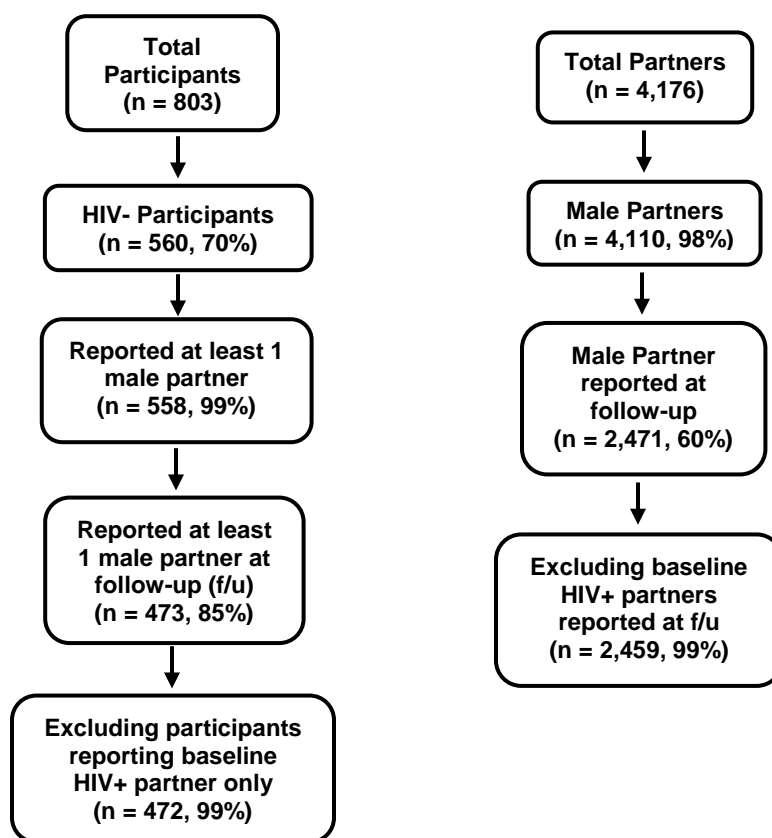 Total
Participants
(n = 803)
HIV- Participants
(n = 560, 70%)
Reported at least 1
male partner
(n = 558, 99%)
Reported at least
1 male partner at
follow-up (f/u)
(n = 473, 85%)
Excluding participants
reporting baseline
HIV+ partner only
(n = 472, 99%)
Total Partners
(n = 4,176)
Male Partners
(n = 4,110, 98%)
Male Partner
reported at
follow-up
(n = 2,471, 60%)
Excluding baseline
HIV+ partners
reported at f/u
(n = 2,459, 99%)